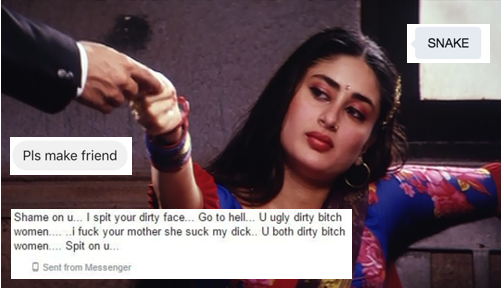 SNAKE
Pls make friend
Shame on u... I spit your dirty face... Go to hell... U ugly dirty bitch
women.... ..i fuck your mother she suck my dick.. U both dirty bitch
women.... Spit on u...
Sent from Messenger